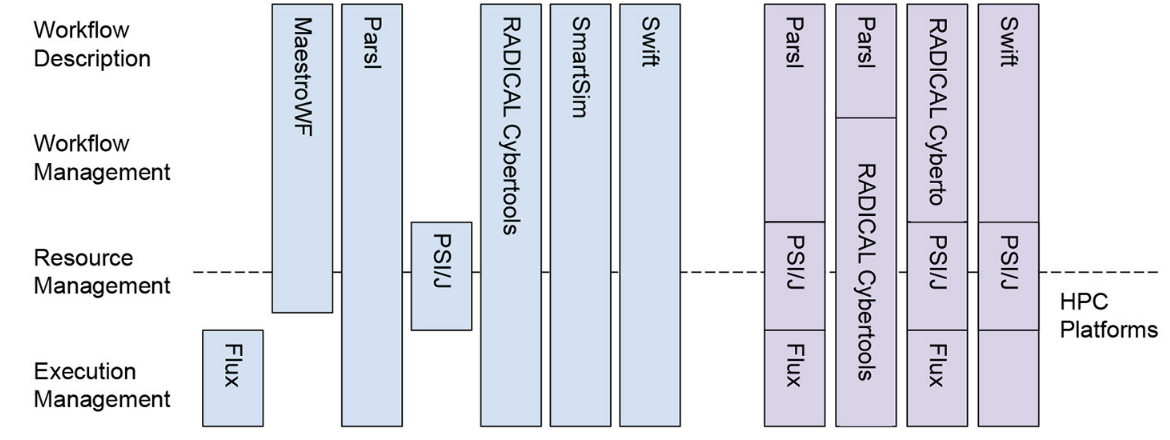 Workflow
Description
Workflow
Management
Resource
Management
Execution
Management
Flux
MaestroWF
Parsl
PSI/J
RADICAL Cybertools
SmartSim
Swift
Parsl
PSI/J
Flux
Parsl
RADICAL Cybertools
RADICAL Cyberto
PSI/J
Flux
Swift
PSI/J
HPC
Platforms